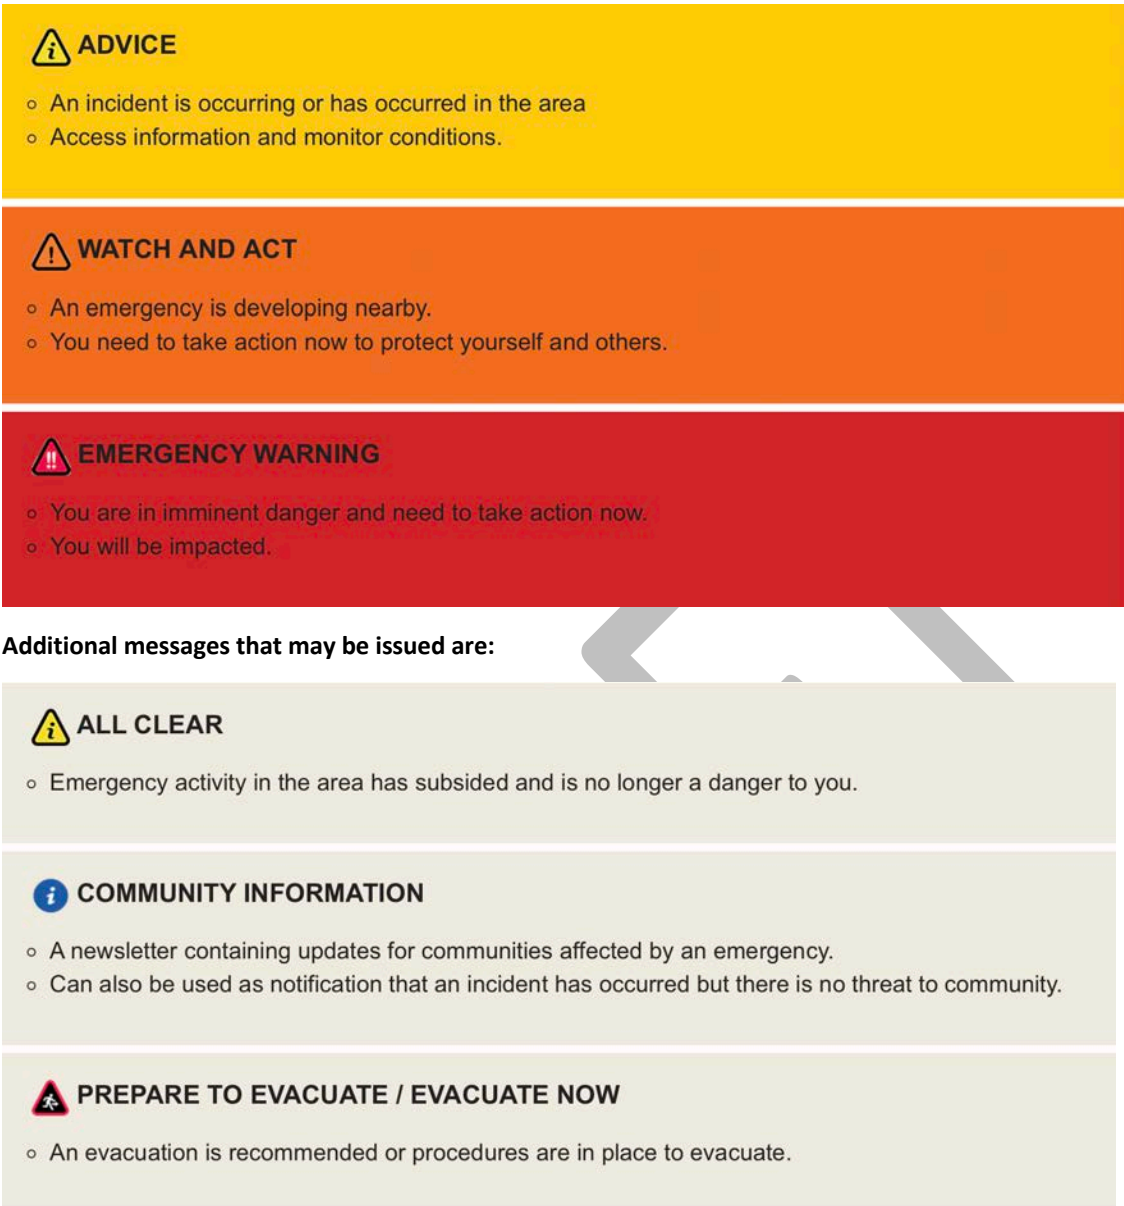 ADVICE
◦ An incident is occurring or has occurred in the area
◦ Access information and monitor conditions.
WATCH AND ACT
◦ An emergency is developing nearby.
◦ You need to take action now to protect yourself and others.
EMERGENCY WARNING
◦ You are in imminent danger and need to take action now.
◦ You will be impacted.
Additional messages that may be issued are:
ALL CLEAR
◦ Emergency activity in the area has subsided and is no longer a danger to you.
COMMUNITY INFORMATION
◦ A newsletter containing updates for communities affected by an emergency.
◦ Can also be used as notification that an incident has occurred but there is no threat to community.
PREPARE TO EVACUATE / EVACUATE NOW
◦ An evacuation is recommended or procedures are in place to evacuate.